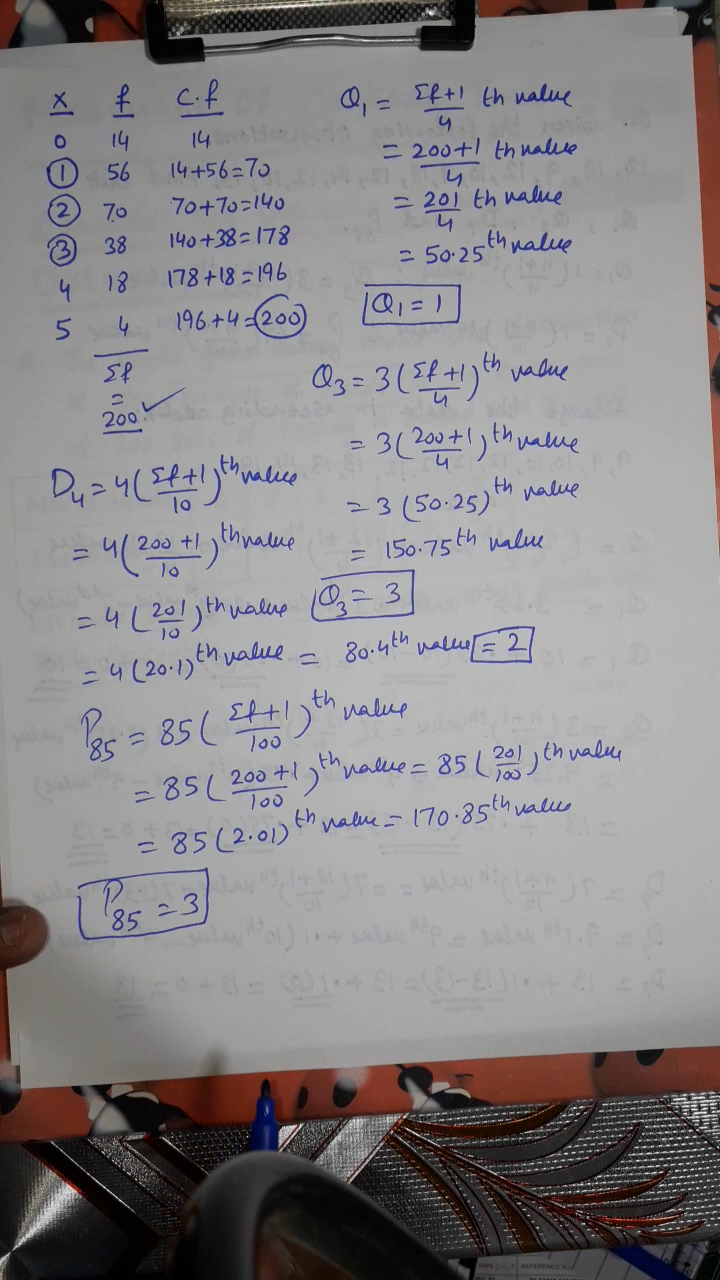 x f c.f
0 14 14
1 56 14+56=70
2 70 70+70=140
3 38 140+38=178
4 18 178+18=196
5 4 196+4=200
Σf
=
200 ✓
Q₁ = Σf+1/4 th value
= 200+1/4 th value
= 201/4 th value
= 50.25th value
Q₁ = 1
Q₃ = 3(Σf+1/4)th value
= 3(200+1/4)th value
= 3(50.25)th value
= 150.75th value
Q₃ = 3
D₄ = 4(Σf+1/10)th value
= 4(200+1/10)th value
= 4(201/10)th value
= 4(20.1)th value = 80.4th value = 2
P₈₅ = 85(Σf+1/100)th value
= 85(200+1/100)th value = 85(201/100)th value
= 85(2.01)th value = 170.85th value
P₈₅ = 3